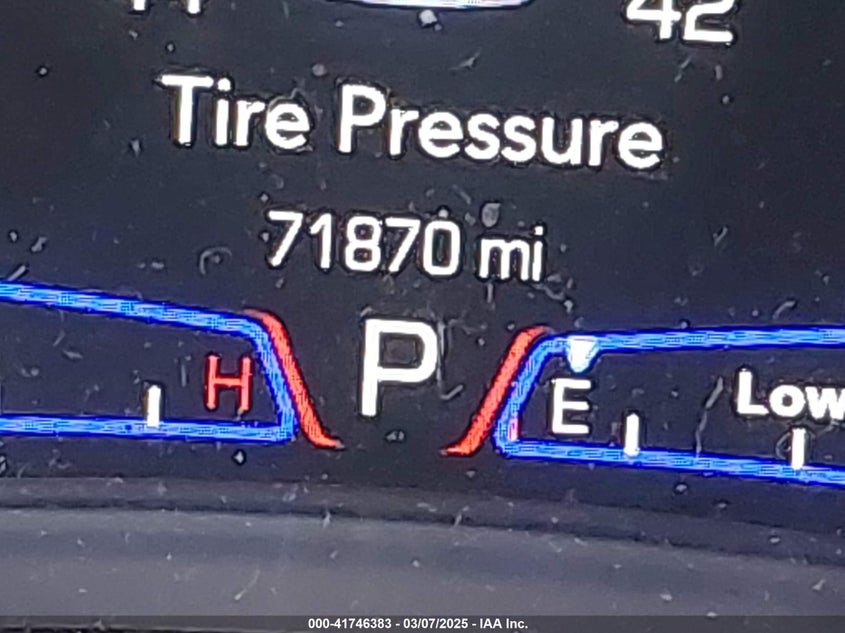 42
Tire Pressure
71870 mi
H P E Low
000-41746383 - 03/07/2025 - IAA Inc.